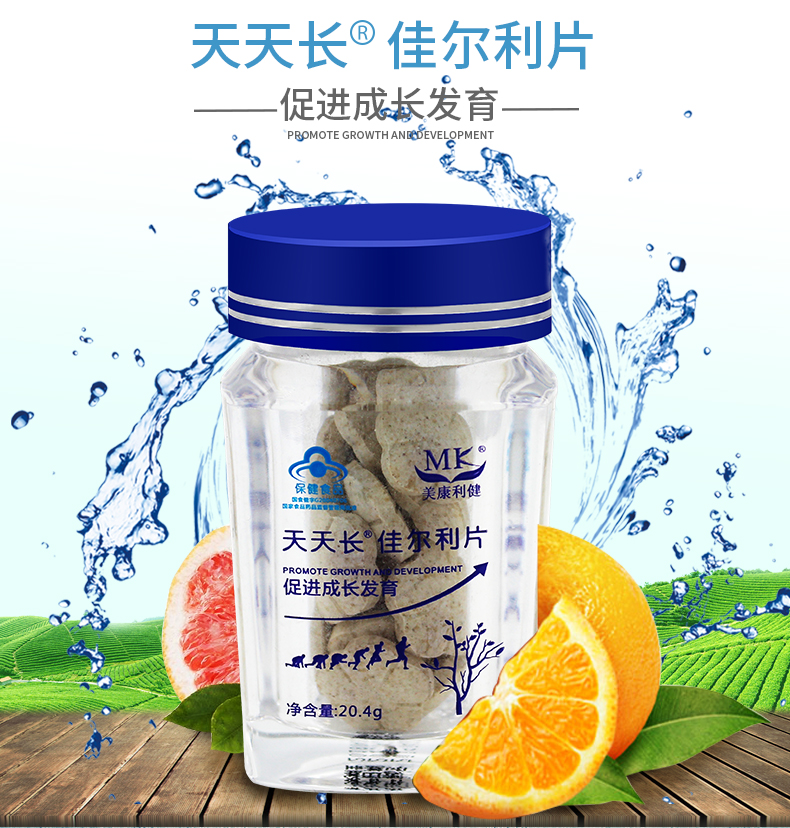 天天长® 佳尔利片
促进成长发育
PROMOTE GROWTH AND DEVELOPMENT
MK®
美康利健
保健食品
天天长®佳尔利片
PROMOTE GROWTH AND DEVELOPMENT
促进成长发育
净含量:20.4g